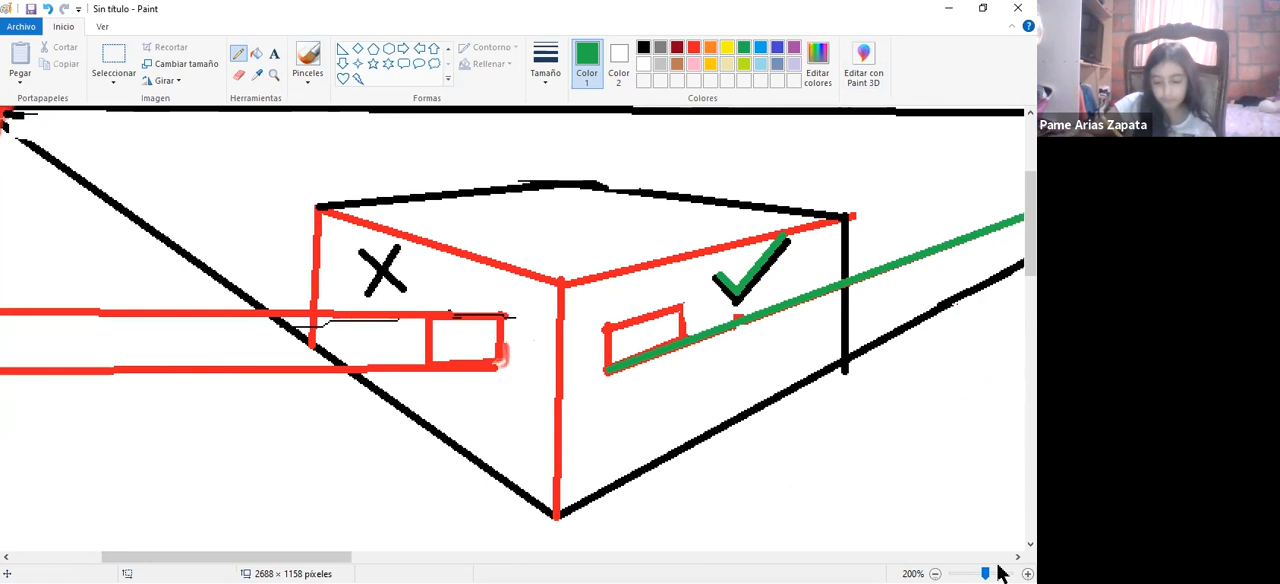 Sin título - Paint
Archivo Inicio Ver
Pegar Cortar Copiar Seleccionar Recortar Cambiar tamaño Girar Pinceles Contorno Rellenar Tamaño Color 1 Color 2 Editar colores Editar con Paint 3D
Portapapeles Imagen Herramientas Formas Colores
Pame Arias Zapata
2688 × 1158 píxeles 200%